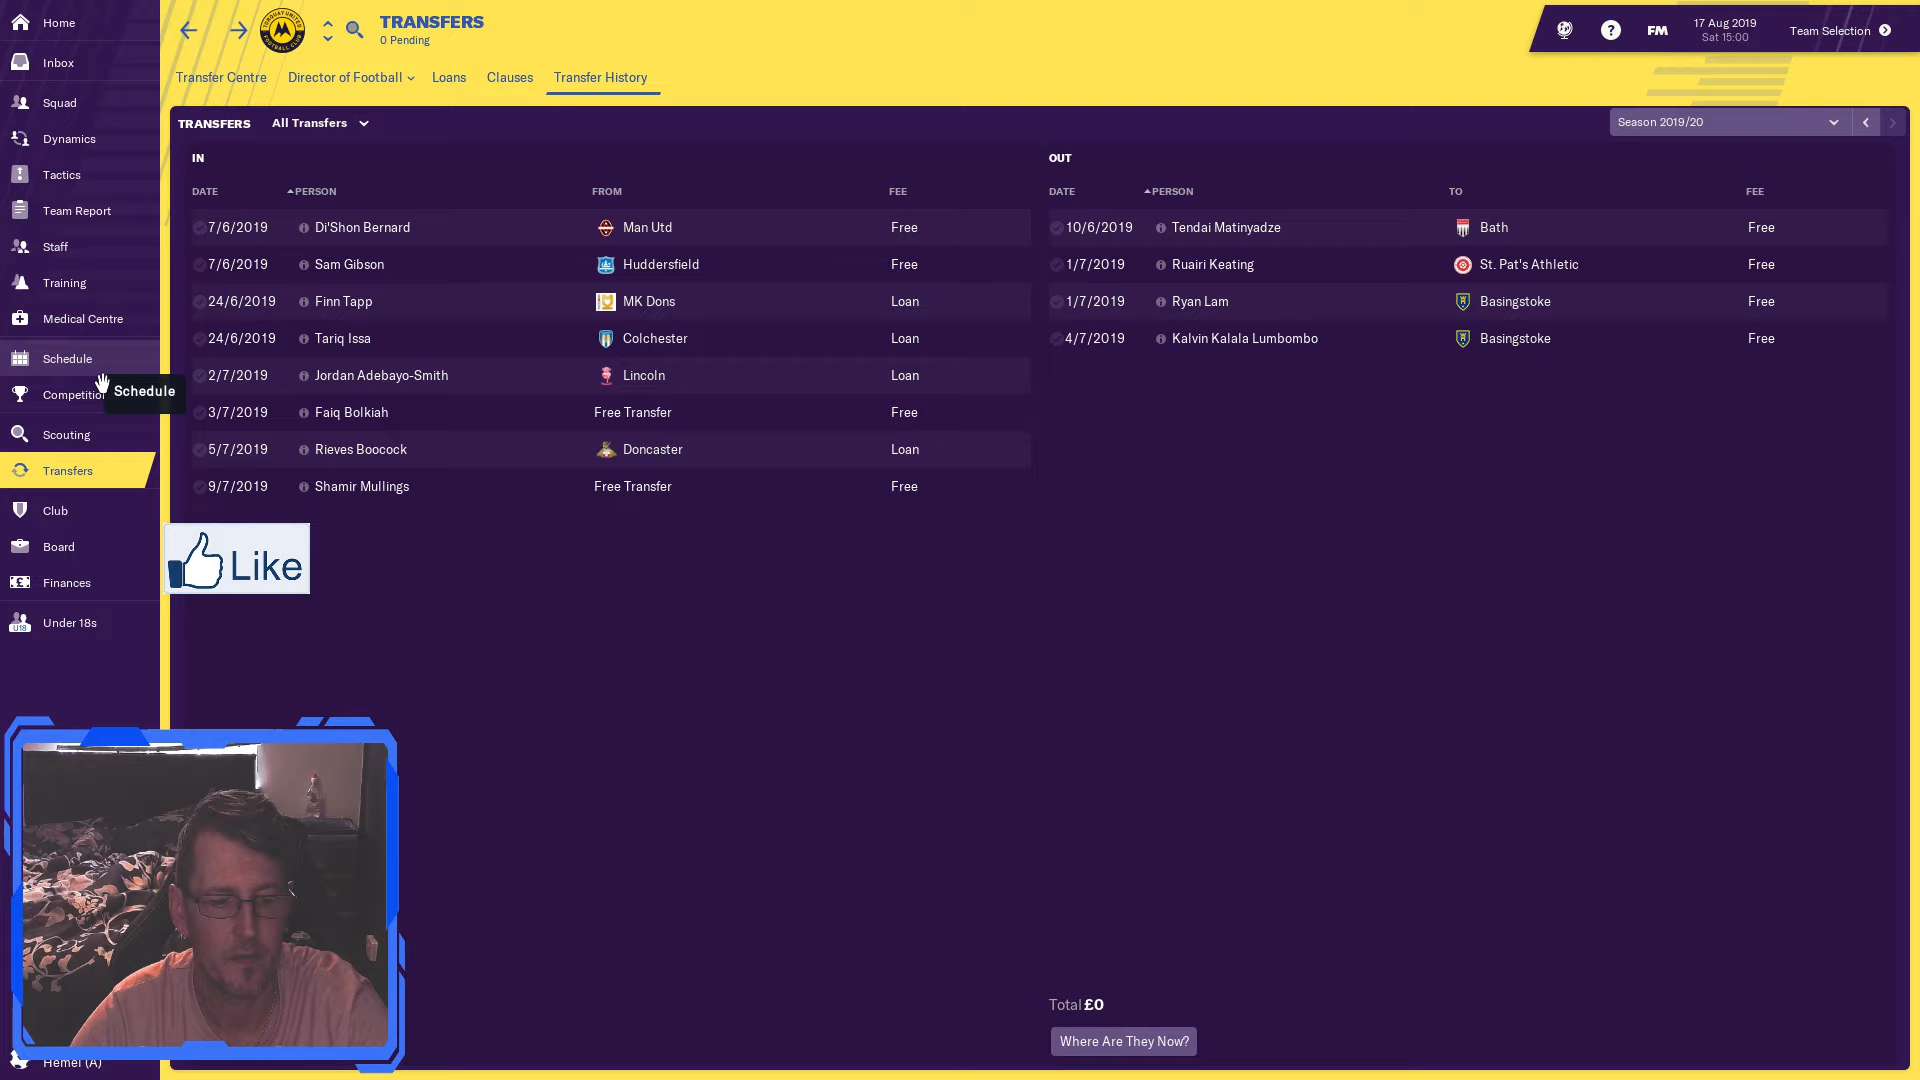 Home
Inbox
Squad
Dynamics
Tactics
Team Report
Staff
Training
Medical Centre
Schedule
Competition
Schedule
Scouting
Transfers
Club
Board
Finances
U18
Under 18s
Hemel (A)
TORQUAY UNITED
FOOTBALL CLUB
TRANSFERS
0 Pending
? FM 17 Aug 2019 Team Selection
Sat 15:00
Transfer Centre Director of Football Loans Clauses Transfer History
TRANSFERS All Transfers Season 2019/20
IN
DATE PERSON FROM FEE
7/6/2019 Di'Shon Bernard Man Utd Free
7/6/2019 Sam Gibson Huddersfield Free
24/6/2019 Finn Tapp MK Dons Loan
24/6/2019 Tariq Issa Colchester Loan
2/7/2019 Jordan Adebayo-Smith Lincoln Loan
3/7/2019 Faiq Bolkiah Free Transfer Free
5/7/2019 Rieves Boocock Doncaster Loan
9/7/2019 Shamir Mullings Free Transfer Free
OUT
DATE PERSON TO FEE
10/6/2019 Tendai Matinyadze Bath Free
1/7/2019 Ruairi Keating St. Pat's Athletic Free
1/7/2019 Ryan Lam Basingstoke Free
4/7/2019 Kalvin Kalala Lumbombo Basingstoke Free
Like
Total £0
Where Are They Now?